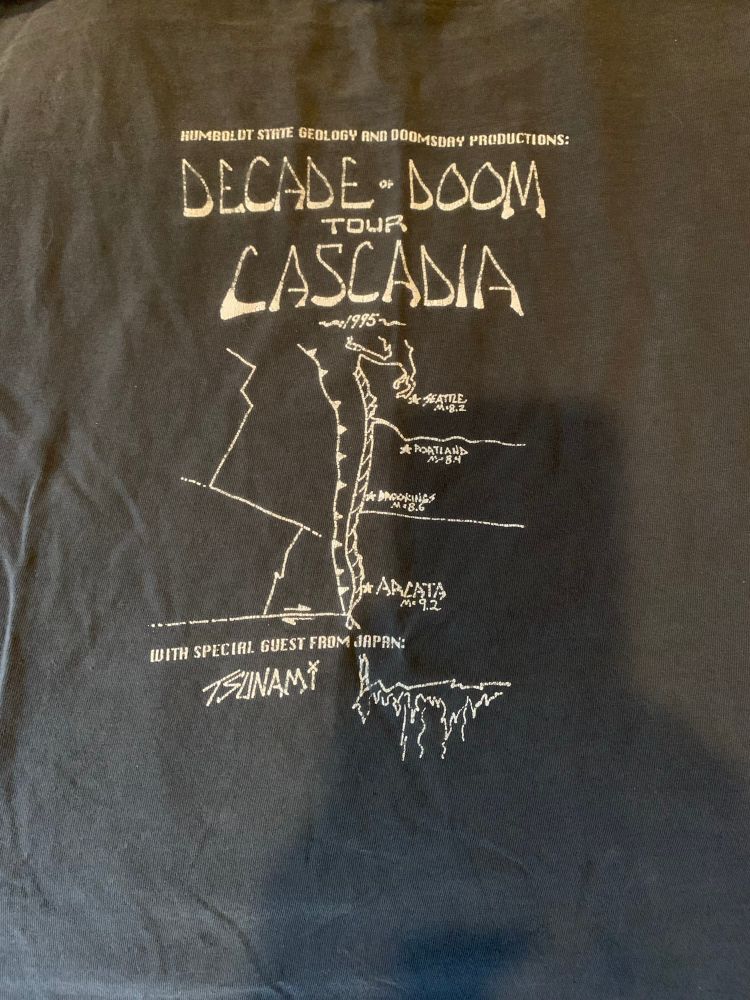 HUMBOLDT STATE GEOLOGY AND DOOMSDAY PRODUCTIONS:
DECADE OF DOOM
TOUR
CASCADIA
~1995~
SEATTLE
M=8.2
PORTLAND
M=8.4
BROOKINGS
M=8.6
ARCATA
M=9.2
WITH SPECIAL GUEST FROM JAPAN:
TSUNAMI